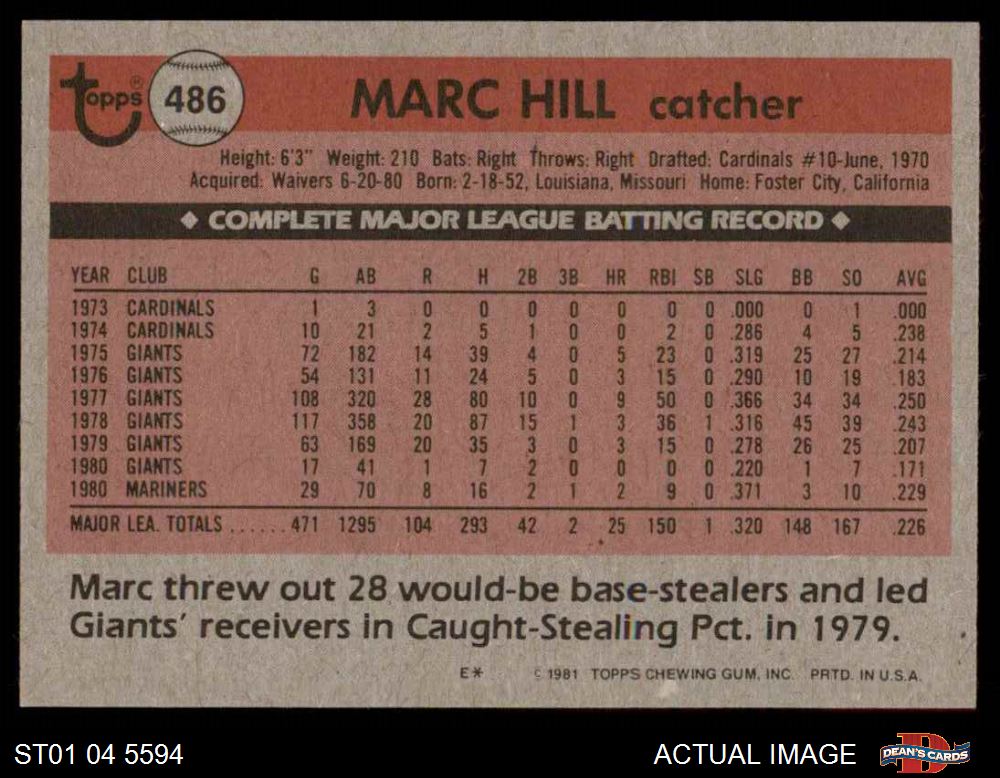 topps® 486 MARC HILL catcher
Height: 6'3" Weight: 210 Bats: Right Throws: Right Drafted: Cardinals #10-June, 1970
Acquired: Waivers 6-20-80 Born: 2-18-52, Louisiana, Missouri Home: Foster City, California
◆ COMPLETE MAJOR LEAGUE BATTING RECORD ◆
YEAR CLUB G AB R H 2B 3B HR RBI SB SLG BB SO AVG
1973 CARDINALS 1 3 0 0 0 0 0 0 0 .000 0 1 .000
1974 CARDINALS 10 21 2 5 1 0 0 2 0 .286 4 5 .238
1975 GIANTS 72 182 14 39 4 0 5 23 0 .319 25 27 .214
1976 GIANTS 54 131 11 24 5 0 3 15 0 .290 10 19 .183
1977 GIANTS 108 320 28 80 10 0 9 50 0 .366 34 34 .250
1978 GIANTS 117 358 20 87 15 1 3 36 1 .316 45 39 .243
1979 GIANTS 63 169 20 35 3 0 3 15 0 .278 26 25 .207
1980 GIANTS 17 41 1 7 2 0 0 0 0 .220 1 7 .171
1980 MARINERS 29 70 8 16 2 1 2 9 0 .371 3 10 .229
MAJOR LEA. TOTALS ...... 471 1295 104 293 42 2 25 150 1 .320 148 167 .226
Marc threw out 28 would-be base-stealers and led
Giants' receivers in Caught-Stealing Pct. in 1979.
E* © 1981 TOPPS CHEWING GUM, INC. PRTD. IN U.S.A.
ST01 04 5594 ACTUAL IMAGE DEAN'S CARDS